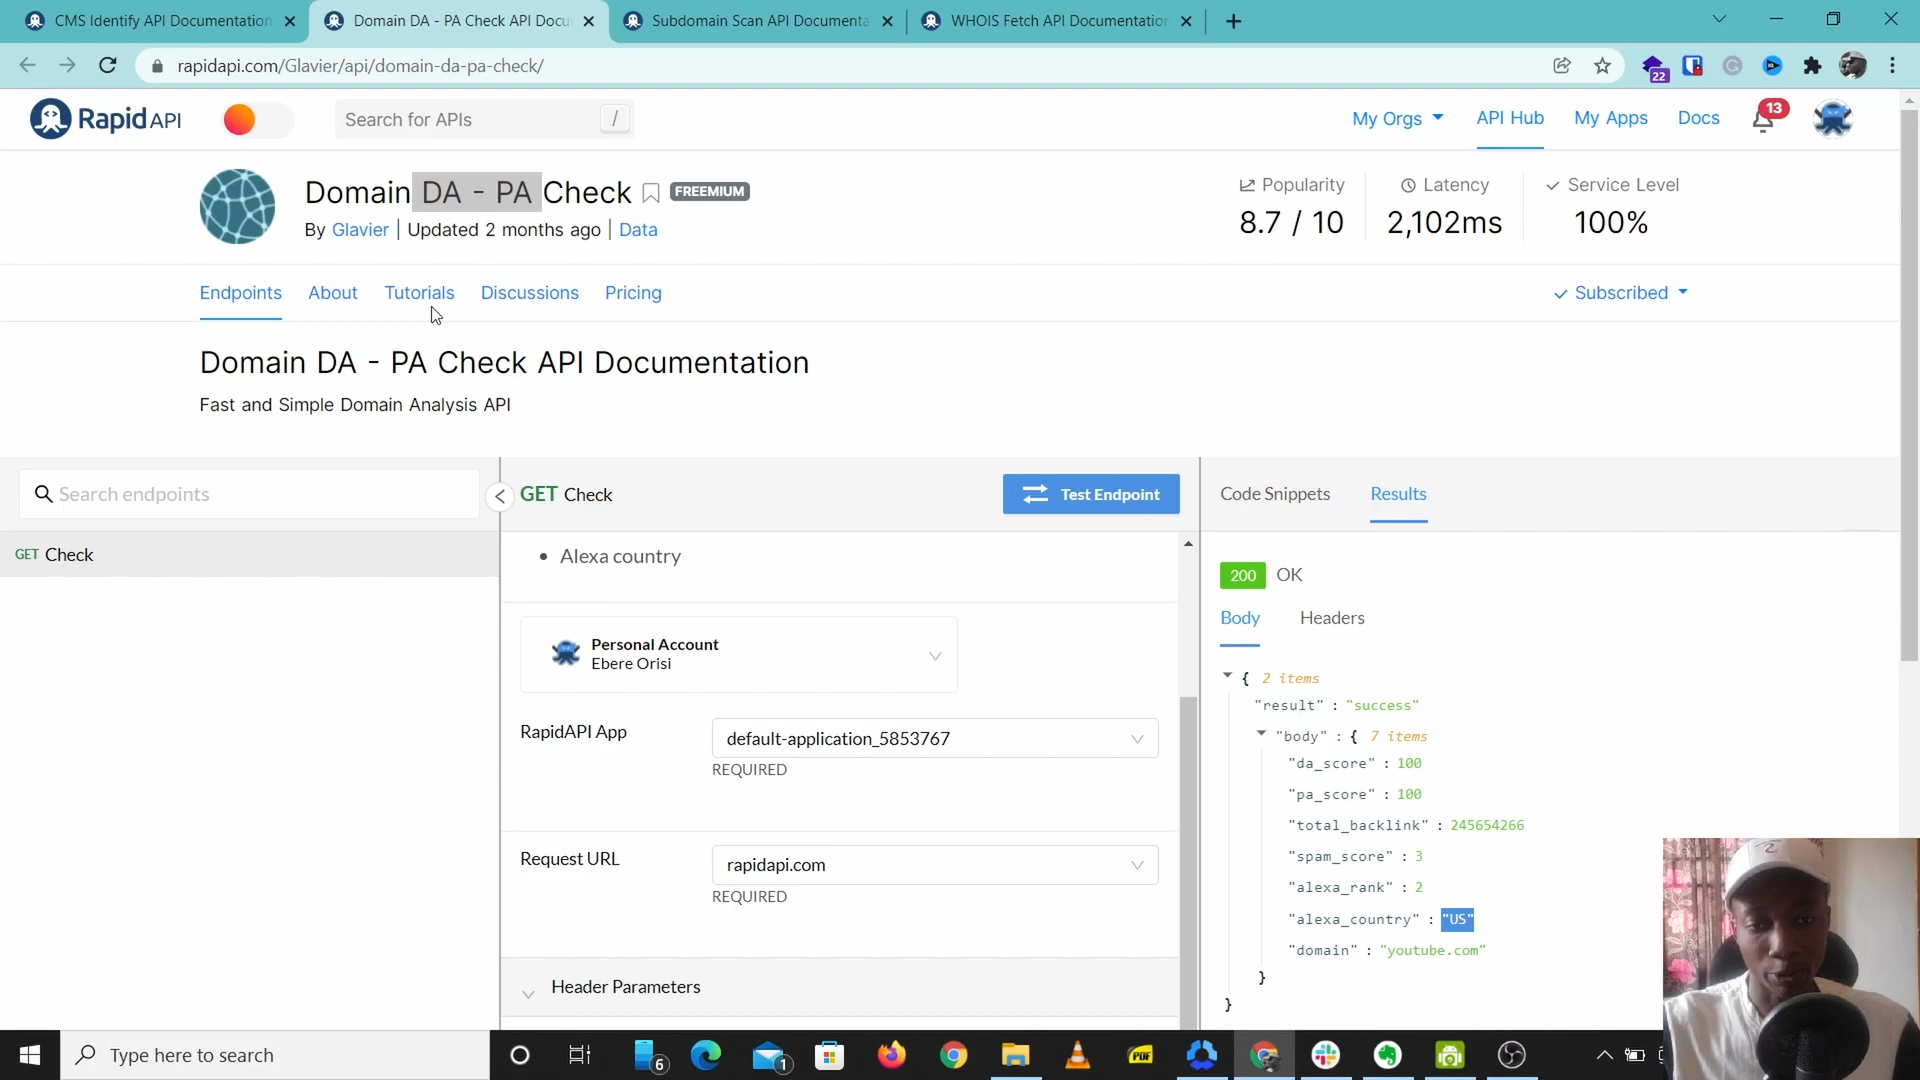 CMS Identify API Documentation
Domain DA - PA Check API Docu
Subdomain Scan API Documenta
WHOIS Fetch API Documentation
rapidapi.com/Glavier/api/domain-da-pa-check/
22
Rapid API
Search for APIs
/
My Orgs
API Hub
My Apps
Docs
13
Domain DA - PA Check
FREEMIUM
By Glavier | Updated 2 months ago | Data
Popularity
8.7 / 10
Latency
2,102ms
Service Level
100%
Endpoints
About
Tutorials
Discussions
Pricing
Subscribed
Domain DA - PA Check API Documentation
Fast and Simple Domain Analysis API
Search endpoints
GET Check
GET Check
Test Endpoint
• Alexa country
Personal Account
Ebere Orisi
RapidAPI App
default-application_5853767
REQUIRED
Request URL
rapidapi.com
REQUIRED
Header Parameters
Code Snippets
Results
200 OK
Body
Headers
{ 2 items
"result" : "success"
"body" : { 7 items
"da_score" : 100
"pa_score" : 100
"total_backlink" : 245654266
"spam_score" : 3
"alexa_rank" : 2
"alexa_country" : "US"
"domain" : "youtube.com"
}
}
Type here to search
6
1
PDF